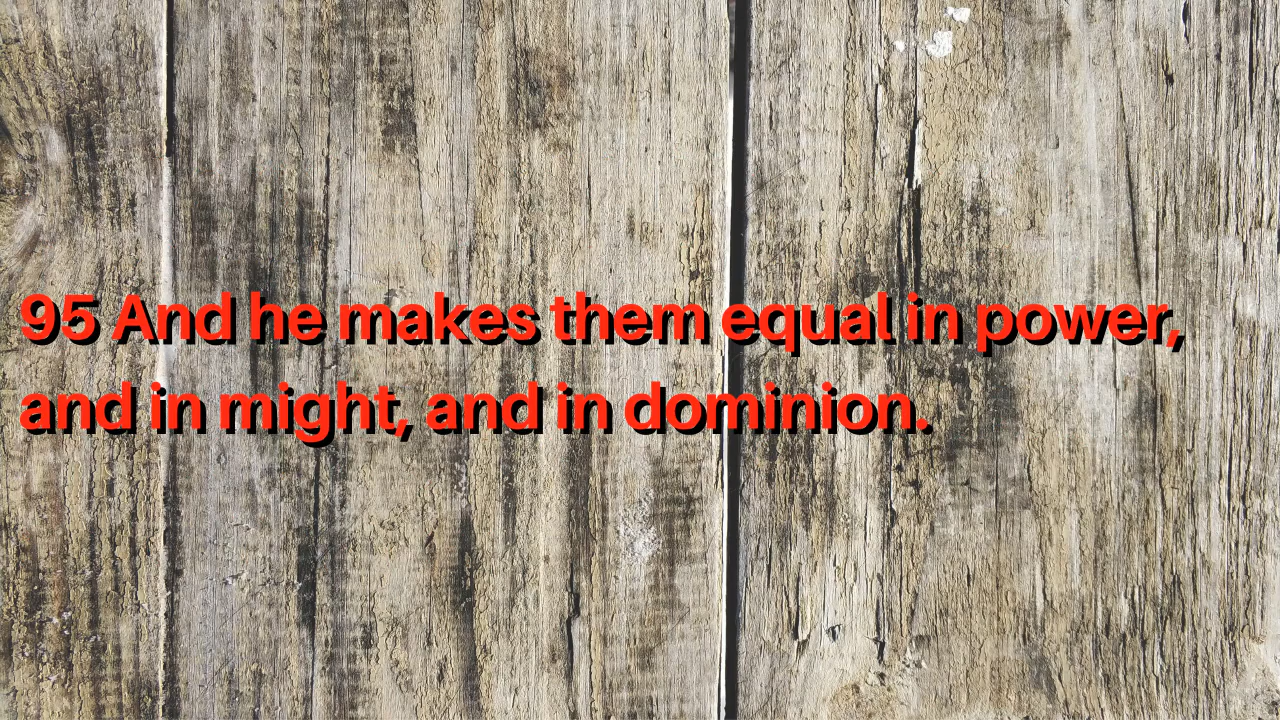 95 And he makes them equal in power,
and in might, and in dominion.